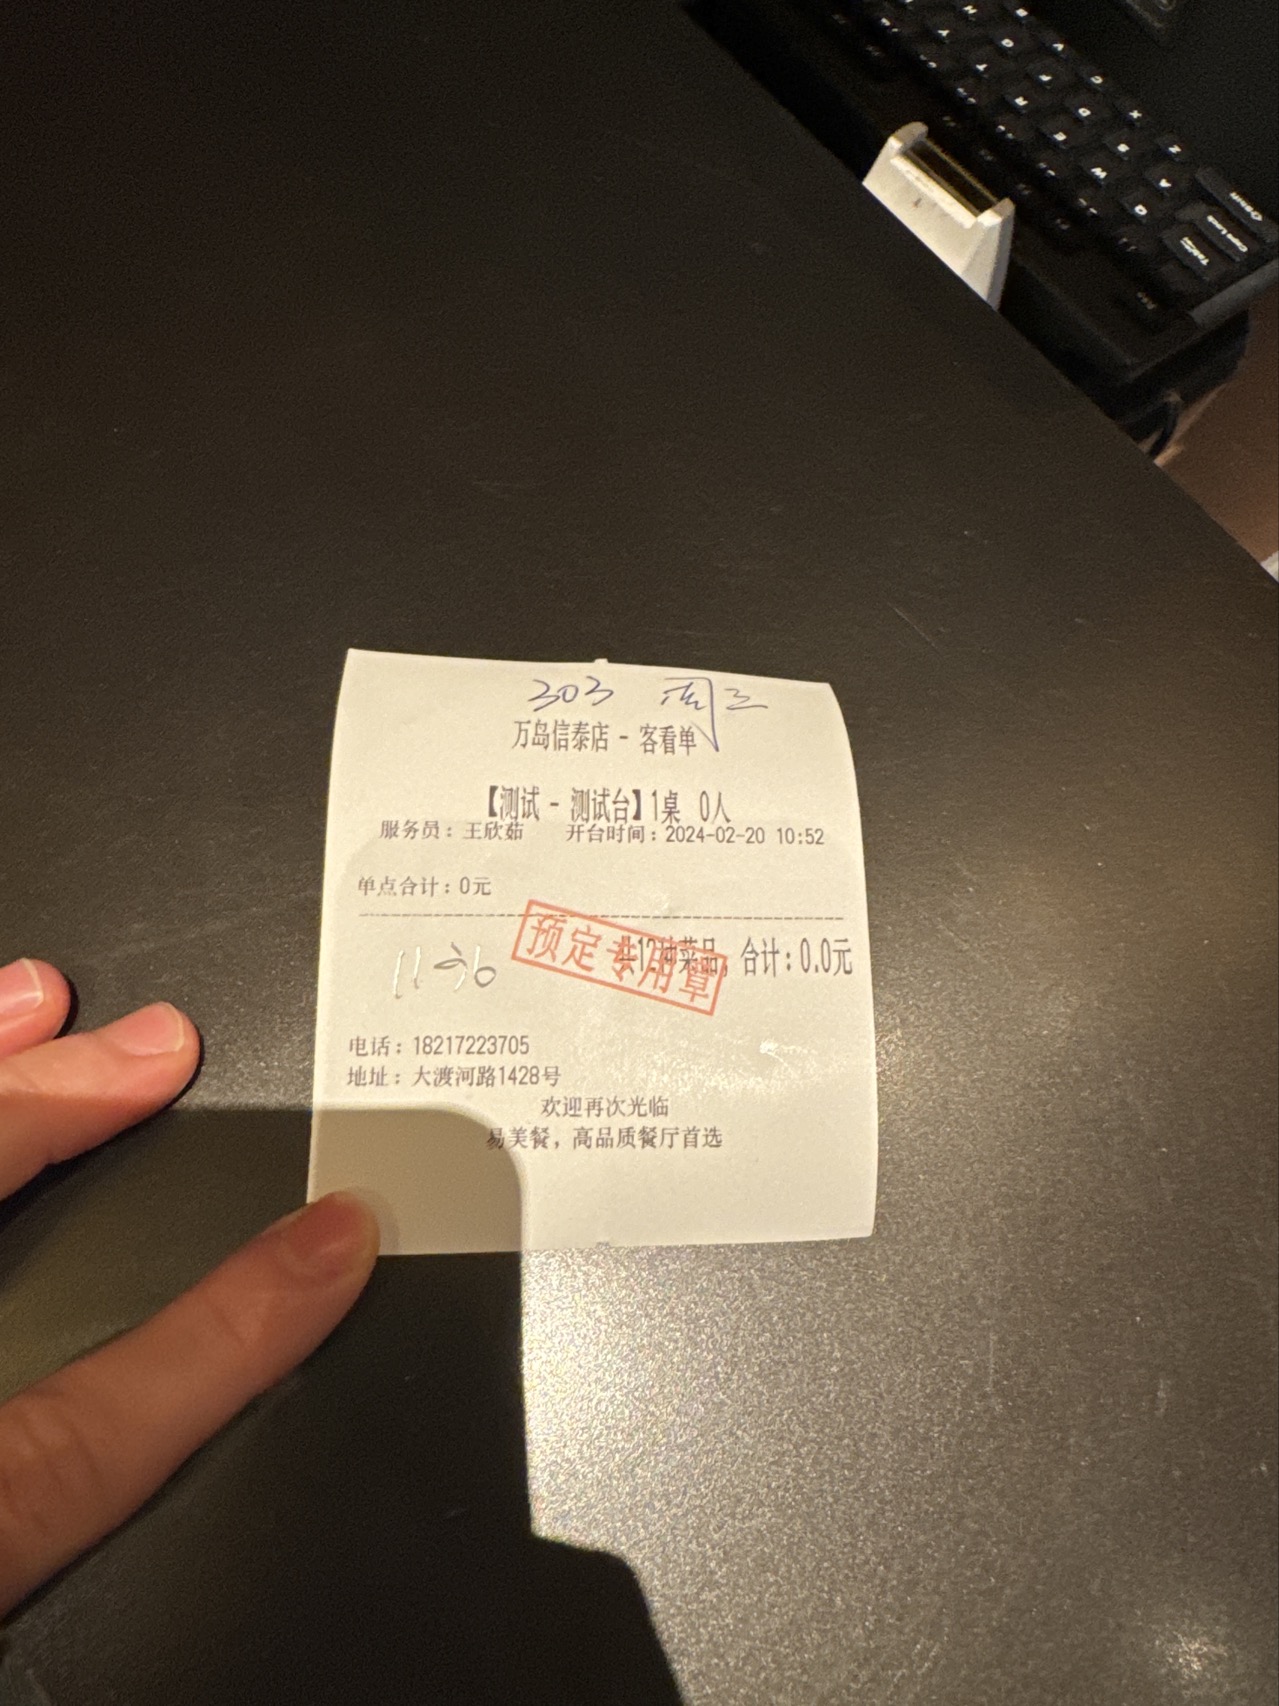 303 周三
万岛信泰店 - 客看单
【测试 - 测试台】1桌 0人
服务员：王欣茹 开台时间：2024-02-20 10:52
单点合计：0元
共12种菜品，合计：0.0元
预定专用章
电话：18217223705
地址：大渡河路1428号
欢迎再次光临
易美餐，高品质餐厅首选
Z X C V B
A S D F G H
Q W E R T Y
Shift
Caps Lock
Tab